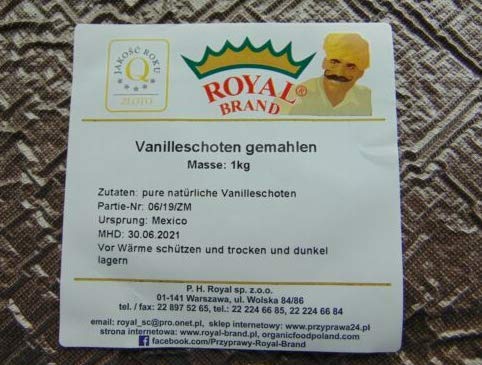 JAKOŚĆ ROKU
Q
ZŁOTO
ROYAL®
BRAND
Vanilleschoten gemahlen
Masse: 1kg
Zutaten: pure natürliche Vanilleschoten
Partie-Nr: 06/19/ZM
Ursprung: Mexico
MHD: 30.06.2021
Vor Wärme schützen und trocken und dunkel
lagern
P. H. Royal sp. z.o.o.
01-141 Warszawa, ul. Wolska 84/86
tel. / fax: 22 897 52 65, tel.: 22 224 66 85, 22 224 66 84
email: royal_sc@pro.onet.pl, sklep internetowy: www.przyprawa24.pl
strona internetowa: www.royal-brand.pl, organicfoodpoland.com
f facebook.com/Przyprawy-Royal-Brand